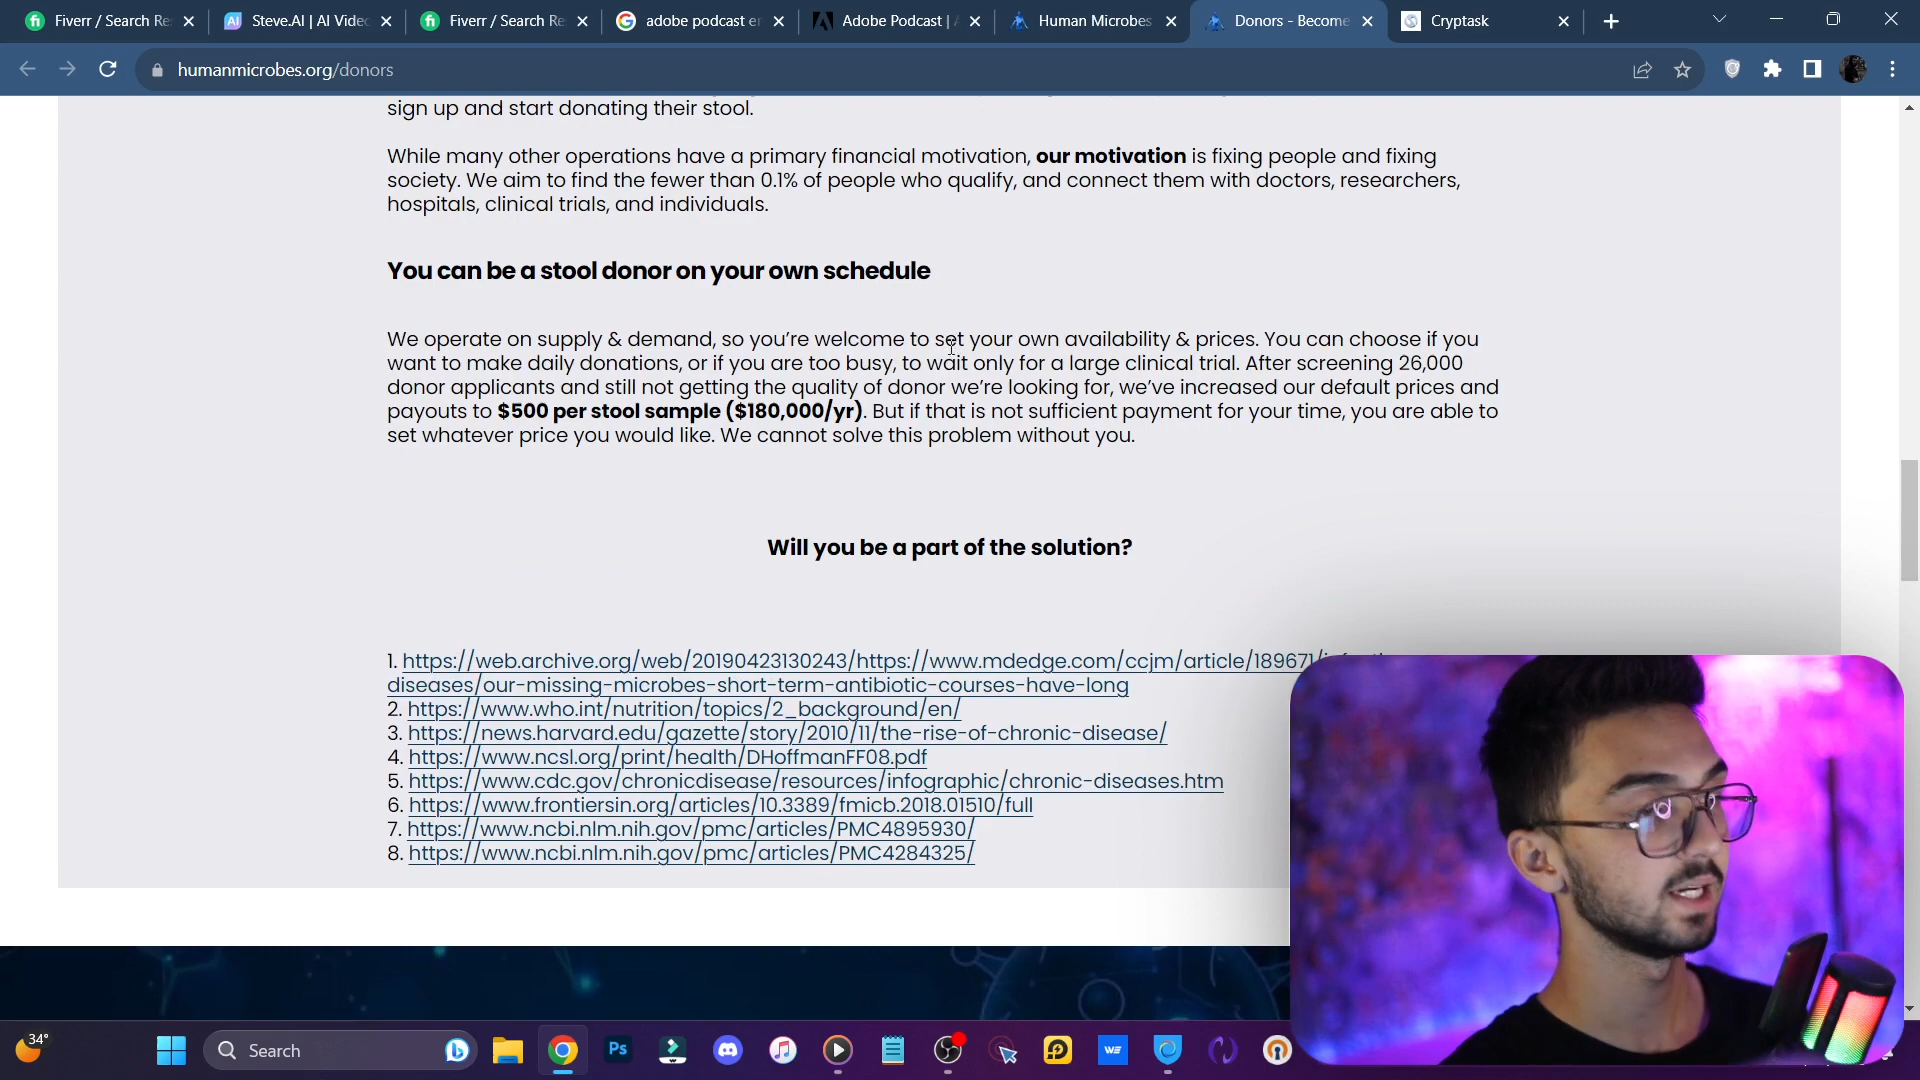 Fiverr / Search Re
Steve.AI | AI Video
Fiverr / Search Re
adobe podcast en
Adobe Podcast | A
Human Microbes
Donors - Become
Cryptask
humanmicrobes.org/donors
sign up and start donating their stool.
While many other operations have a primary financial motivation, our motivation is fixing people and fixing
society. We aim to find the fewer than 0.1% of people who qualify, and connect them with doctors, researchers,
hospitals, clinical trials, and individuals.
You can be a stool donor on your own schedule
We operate on supply & demand, so you're welcome to set your own availability & prices. You can choose if you
want to make daily donations, or if you are too busy, to wait only for a large clinical trial. After screening 26,000
donor applicants and still not getting the quality of donor we're looking for, we've increased our default prices and
payouts to $500 per stool sample ($180,000/yr). But if that is not sufficient payment for your time, you are able to
set whatever price you would like. We cannot solve this problem without you.
Will you be a part of the solution?
1. https://web.archive.org/web/20190423130243/https://www.mdedge.com/ccjm/article/189671/
diseases/our-missing-microbes-short-term-antibiotic-courses-have-long
2. https://www.who.int/nutrition/topics/2_background/en/
3. https://news.harvard.edu/gazette/story/2010/11/the-rise-of-chronic-disease/
4. https://www.ncsl.org/print/health/DHoffmanFF08.pdf
5. https://www.cdc.gov/chronicdisease/resources/infographic/chronic-diseases.htm
6. https://www.frontiersin.org/articles/10.3389/fmicb.2018.01510/full
7. https://www.ncbi.nlm.nih.gov/pmc/articles/PMC4895930/
8. https://www.ncbi.nlm.nih.gov/pmc/articles/PMC4284325/
34°
Search
Ps
WE